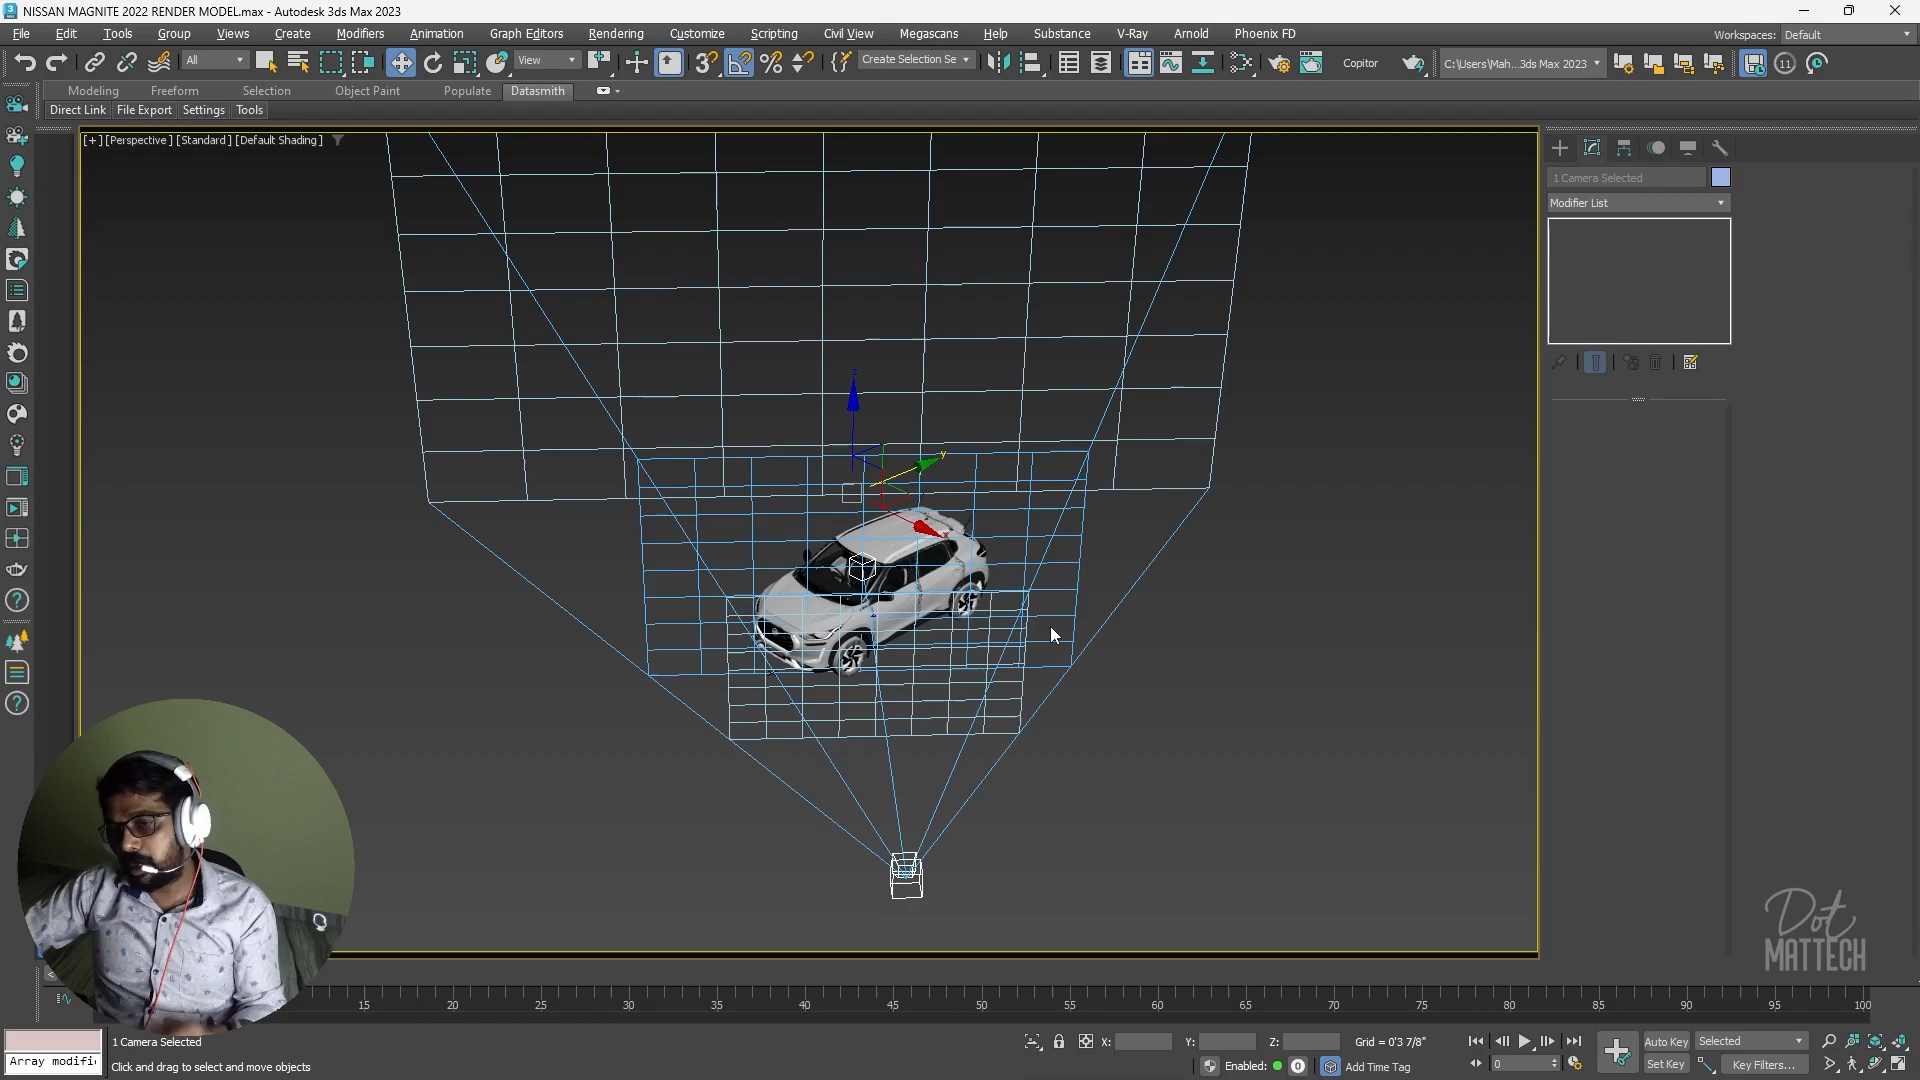 NISSAN MAGNITE 2022 RENDER MODEL.max - Autodesk 3ds Max 2023
File Edit Tools Group Views Create Modifiers Animation Graph Editors Rendering Customize Scripting Civil View Megascans Help Substance V-Ray Arnold Phoenix FD
Workspaces: Default
All View Create Selection Se Copitor C:\Users\Mah...3ds Max 2023 11
Modeling Freeform Selection Object Paint Populate Datasmith
Direct Link File Export Settings Tools
[+] [Perspective] [Standard] [Default Shading]
1 Camera Selected
Modifier List
z
y
x
Dot
MATTECH
15 20 25 30 35 40 45 50 55 60 65 70 75 80 85 90 95 100
1 Camera Selected
X: Y: Z: Grid = 0'3 7/8"
Auto Key Selected
Array modifi
Click and drag to select and move objects
Enabled: 0 Add Time Tag
0
Set Key Key Filters...